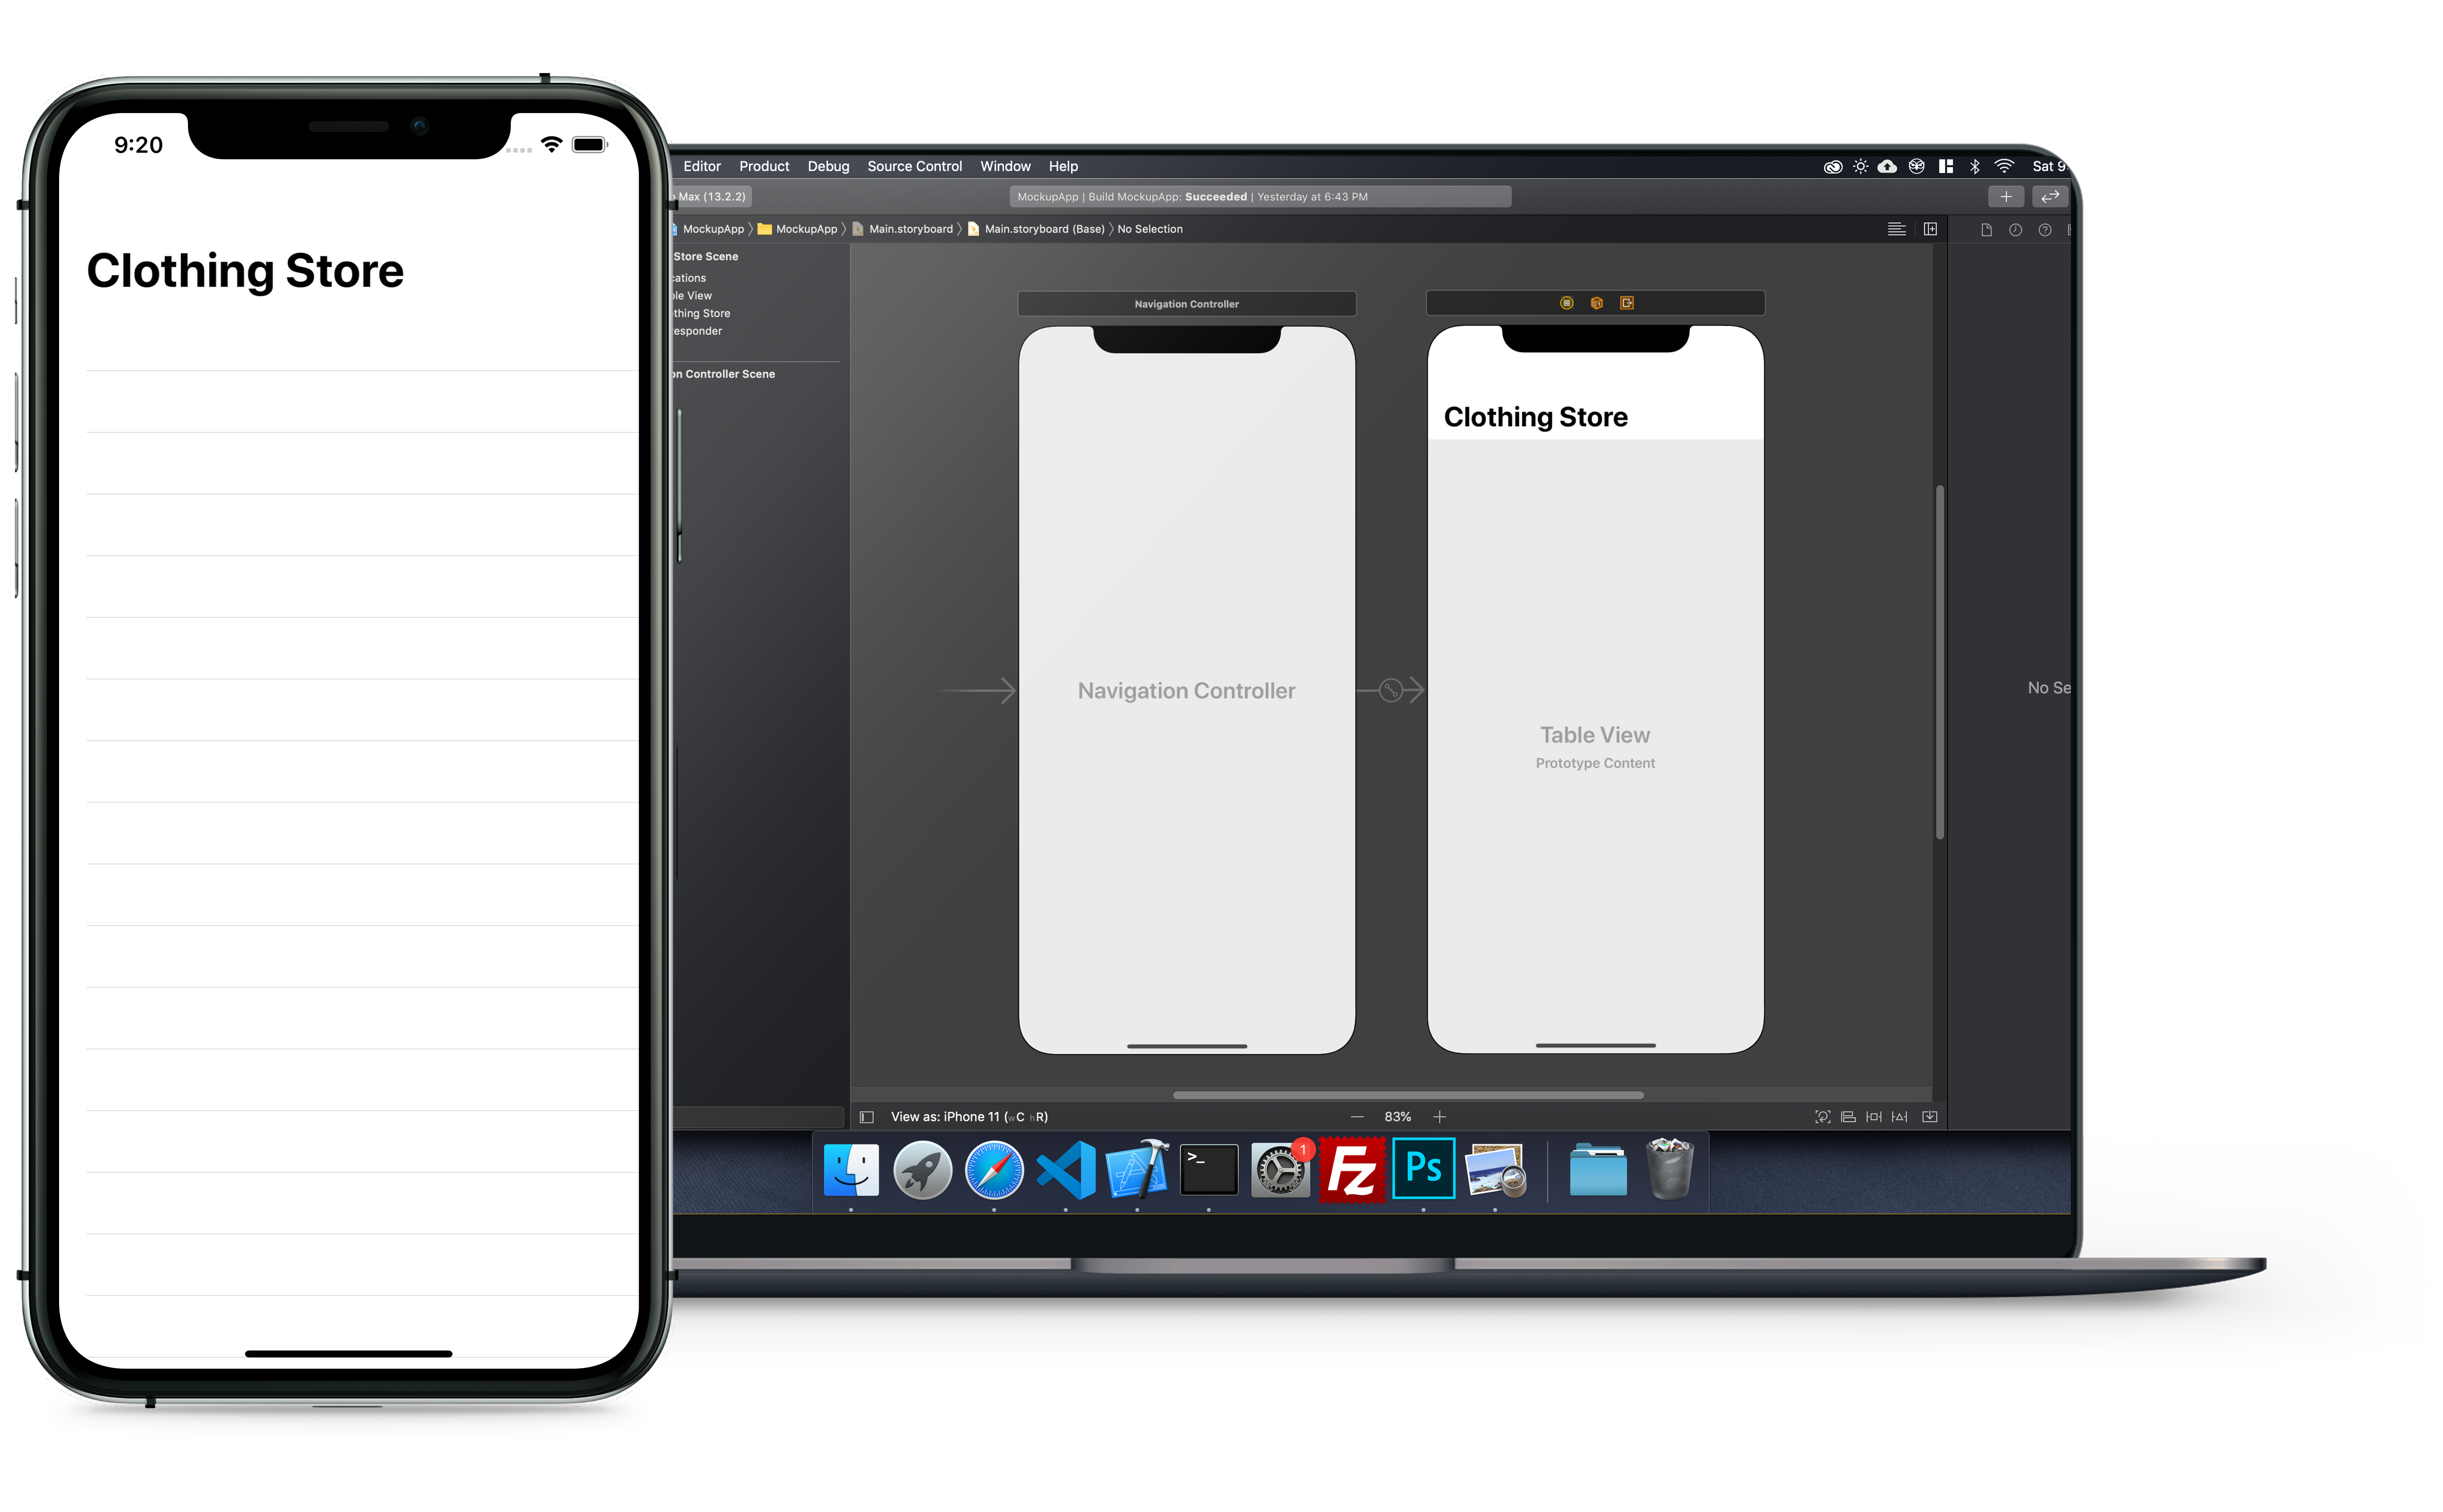 9:20
Clothing Store
Editor Product Debug Source Control Window Help
Sat 9
Max (13.2.2)
MockupApp | Build MockupApp: Succeeded | Yesterday at 6:43 PM
MockupApp 〉 MockupApp 〉 Main.storyboard 〉 Main.storyboard (Base) 〉 No Selection
Store Scene
cations
ble View
thing Store
esponder
on Controller Scene
Navigation Controller
Navigation Controller
Clothing Store
Table View
Prototype Content
No Se
View as: iPhone 11 (wC hR)
83%
>_
1
Fz
Ps